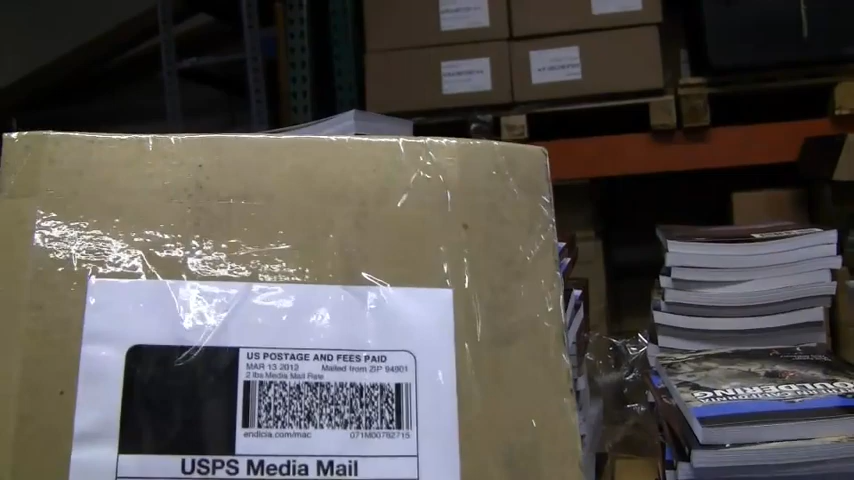 US POSTAGE AND FEES PAID
MAR 13 2012
Mailed from ZIP 94801
2 lbs Media Mail Rate
endicia.com/mac
071M00782715
USPS Media Mail
CALIFORNIA